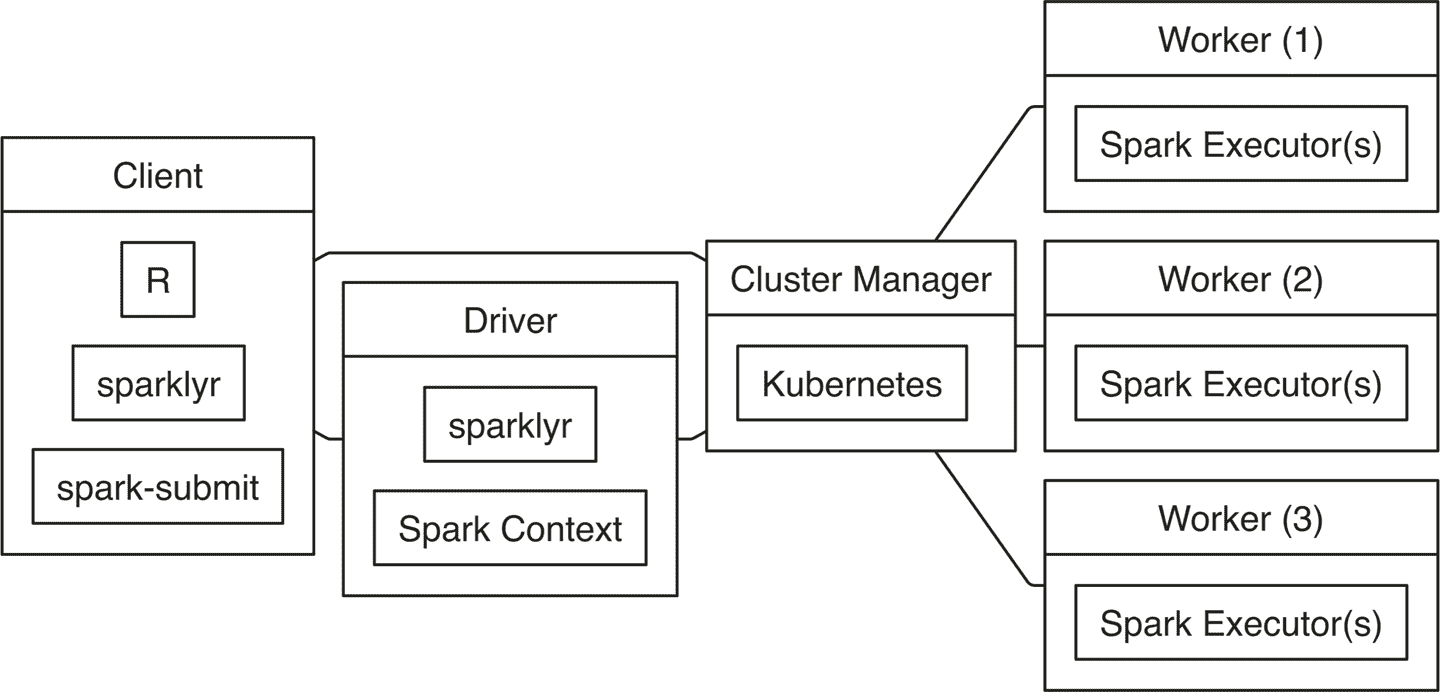 Client
R
sparklyr
spark-submit
Driver
sparklyr
Spark Context
Cluster Manager
Kubernetes
Worker (1)
Spark Executor(s)
Worker (2)
Spark Executor(s)
Worker (3)
Spark Executor(s)